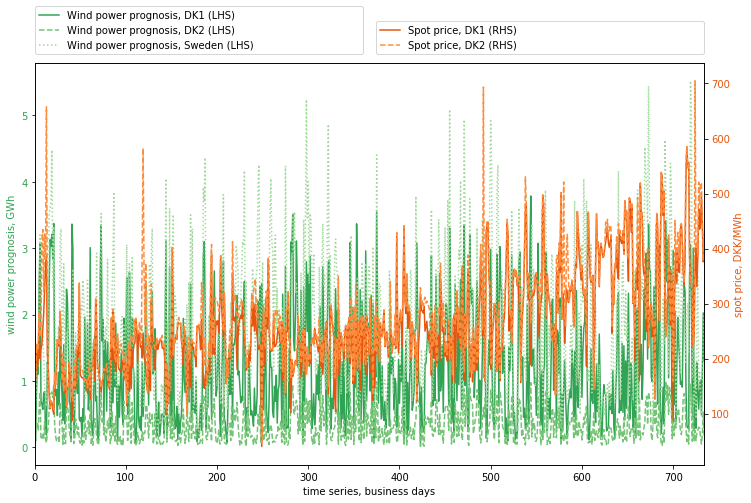 Wind power prognosis, DK1 (LHS)
Wind power prognosis, DK2 (LHS)
Wind power prognosis, Sweden (LHS)
Spot price, DK1 (RHS)
Spot price, DK2 (RHS)
5
4
3
2
1
0
wind power prognosis, GWh
700
600
500
400
300
200
100
spot price, DKK/MWh
0 100 200 300 400 500 600 700
time series, business days